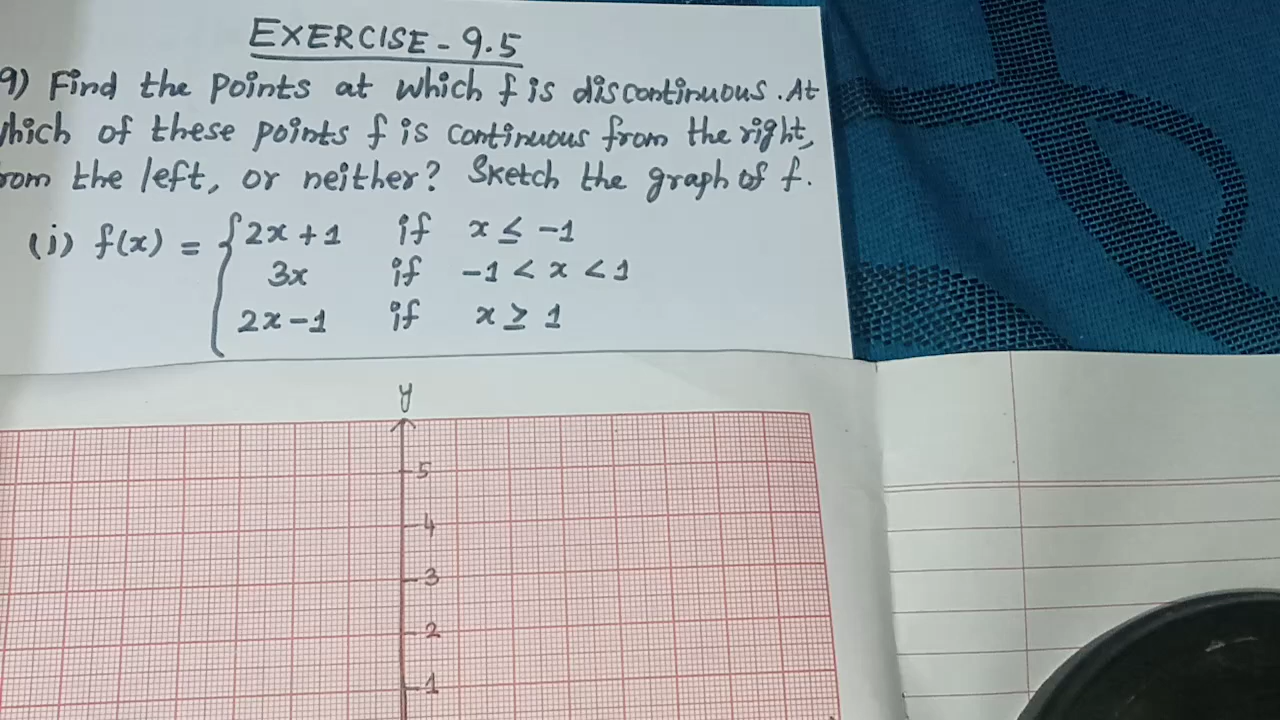 EXERCISE - 9.5
9) Find the points at which f is discontinuous. At
which of these points f is continuous from the right,
from the left, or neither? Sketch the graph of f.
(i) f(x) = { 2x + 1 if x ≤ -1
3x if -1 < x < 1
2x - 1 if x ≥ 1
y
5
4
3
2
1